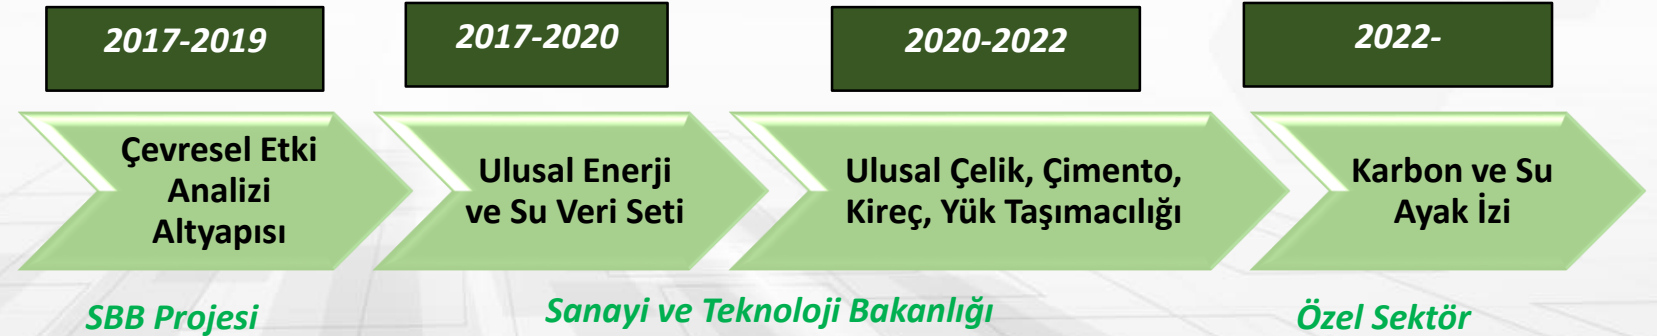 2017-2019
2017-2020
2020-2022
2022-
Çevresel Etki
Analizi
Altyapısı
Ulusal Enerji
ve Su Veri Seti
Ulusal Çelik, Çimento,
Kireç, Yük Taşımacılığı
Karbon ve Su
Ayak İzi
SBB Projesi
Sanayi ve Teknoloji Bakanlığı
Özel Sektör